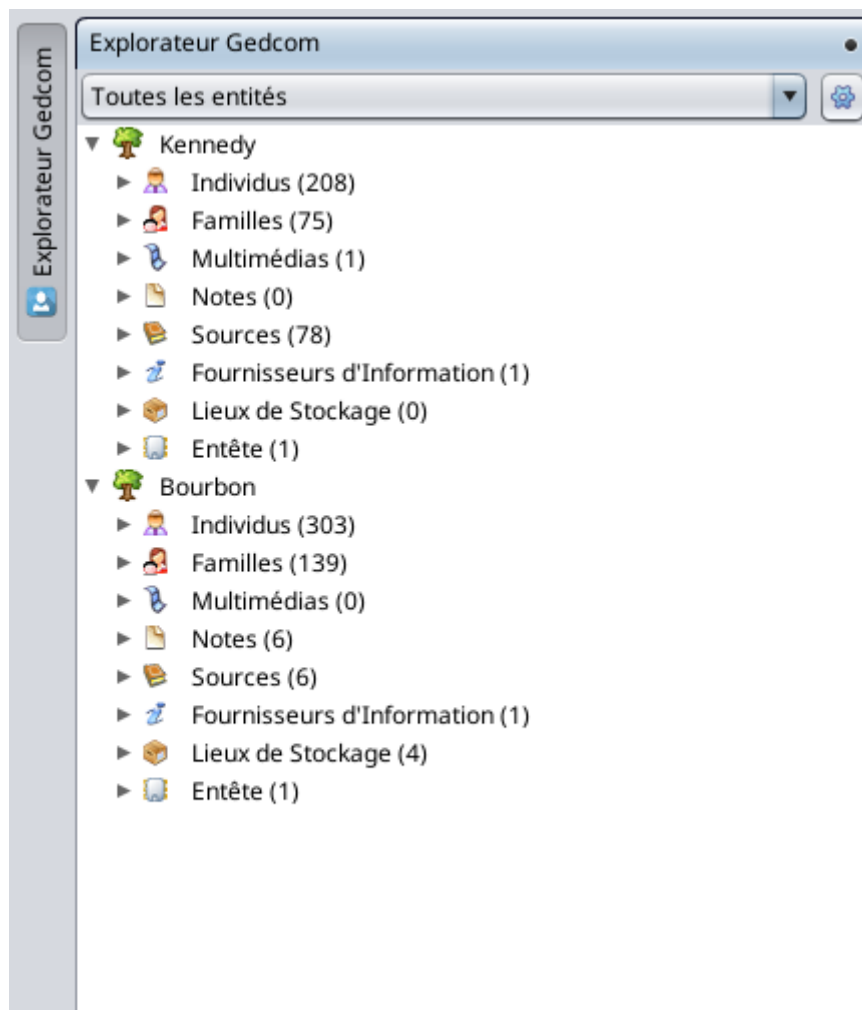 Explorateur Gedcom
Explorateur Gedcom
Toutes les entités
Kennedy
Individus (208)
Familles (75)
Multimédias (1)
Notes (0)
Sources (78)
Fournisseurs d'Information (1)
Lieux de Stockage (0)
Entête (1)
Bourbon
Individus (303)
Familles (139)
Multimédias (0)
Notes (6)
Sources (6)
Fournisseurs d'Information (1)
Lieux de Stockage (4)
Entête (1)